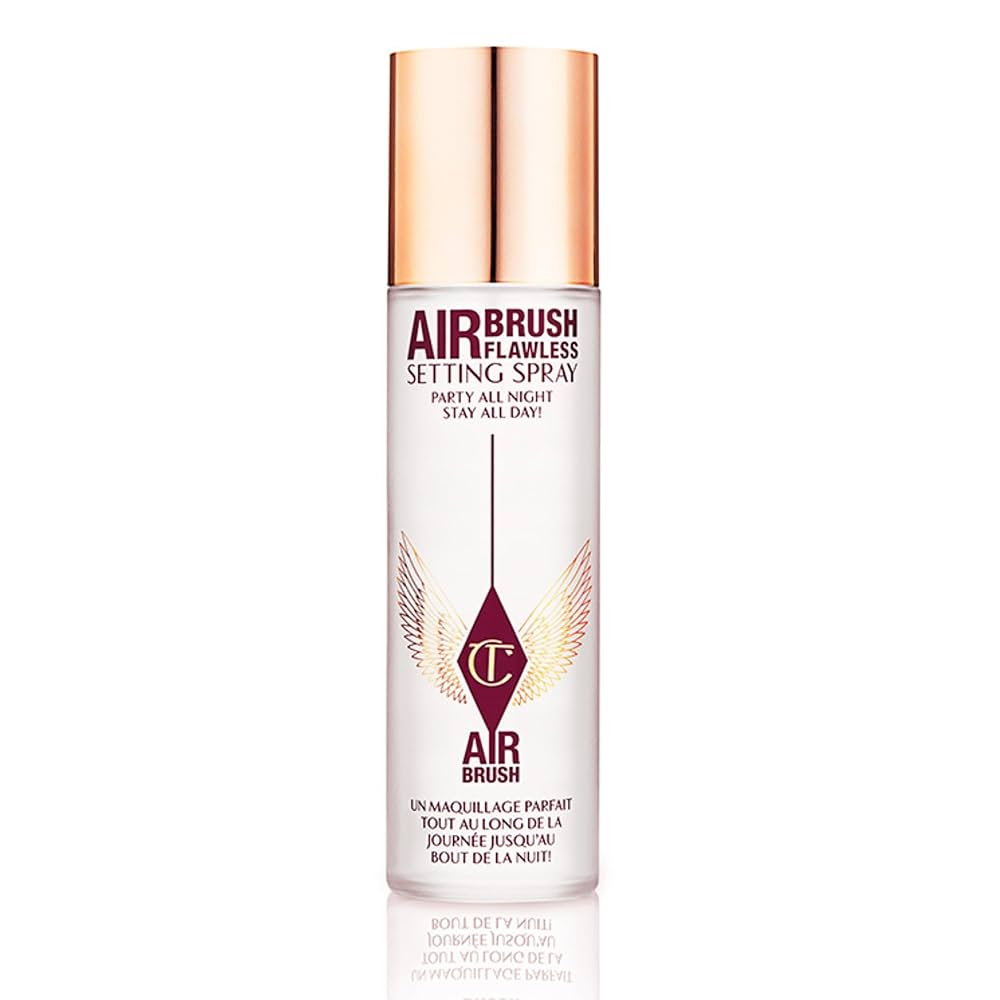 AIRBRUSH
FLAWLESS
SETTING SPRAY
PARTY ALL NIGHT
STAY ALL DAY!
CT
AIR
BRUSH
UN MAQUILLAGE PARFAIT
TOUT AU LONG DE LA
JOURNÉE JUSQU'AU
BOUT DE LA NUIT!